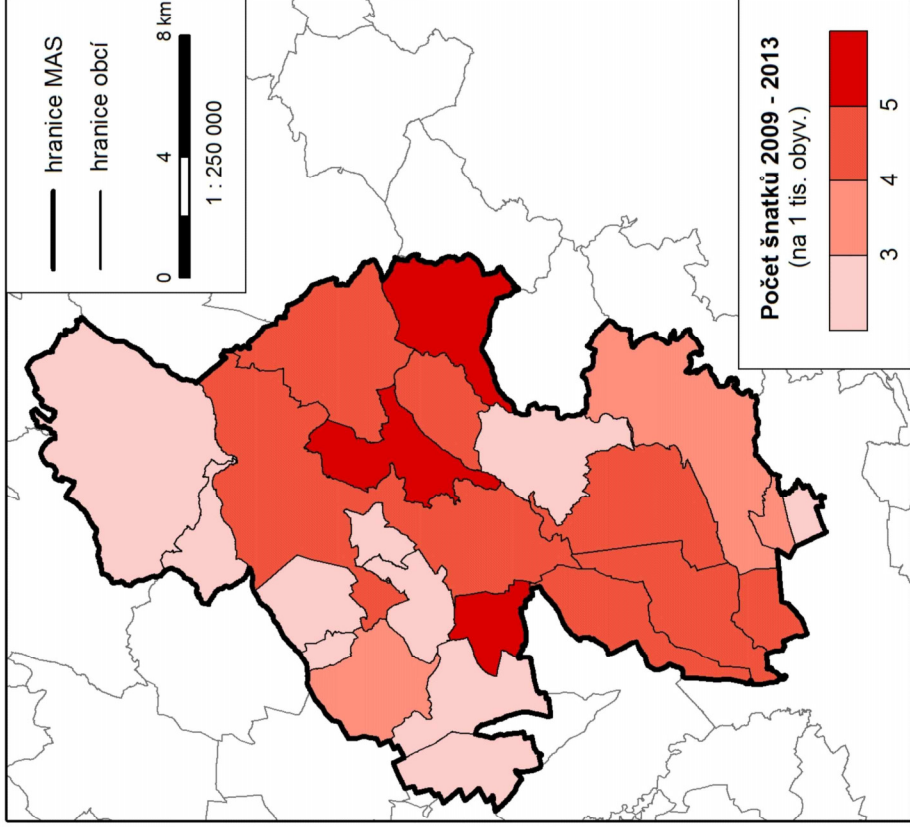 hranice MAS
hranice obcí
0 4 8 km
1 : 250 000
Počet šňatků 2009 - 2013
(na 1 tis. obyv.)
3 4 5